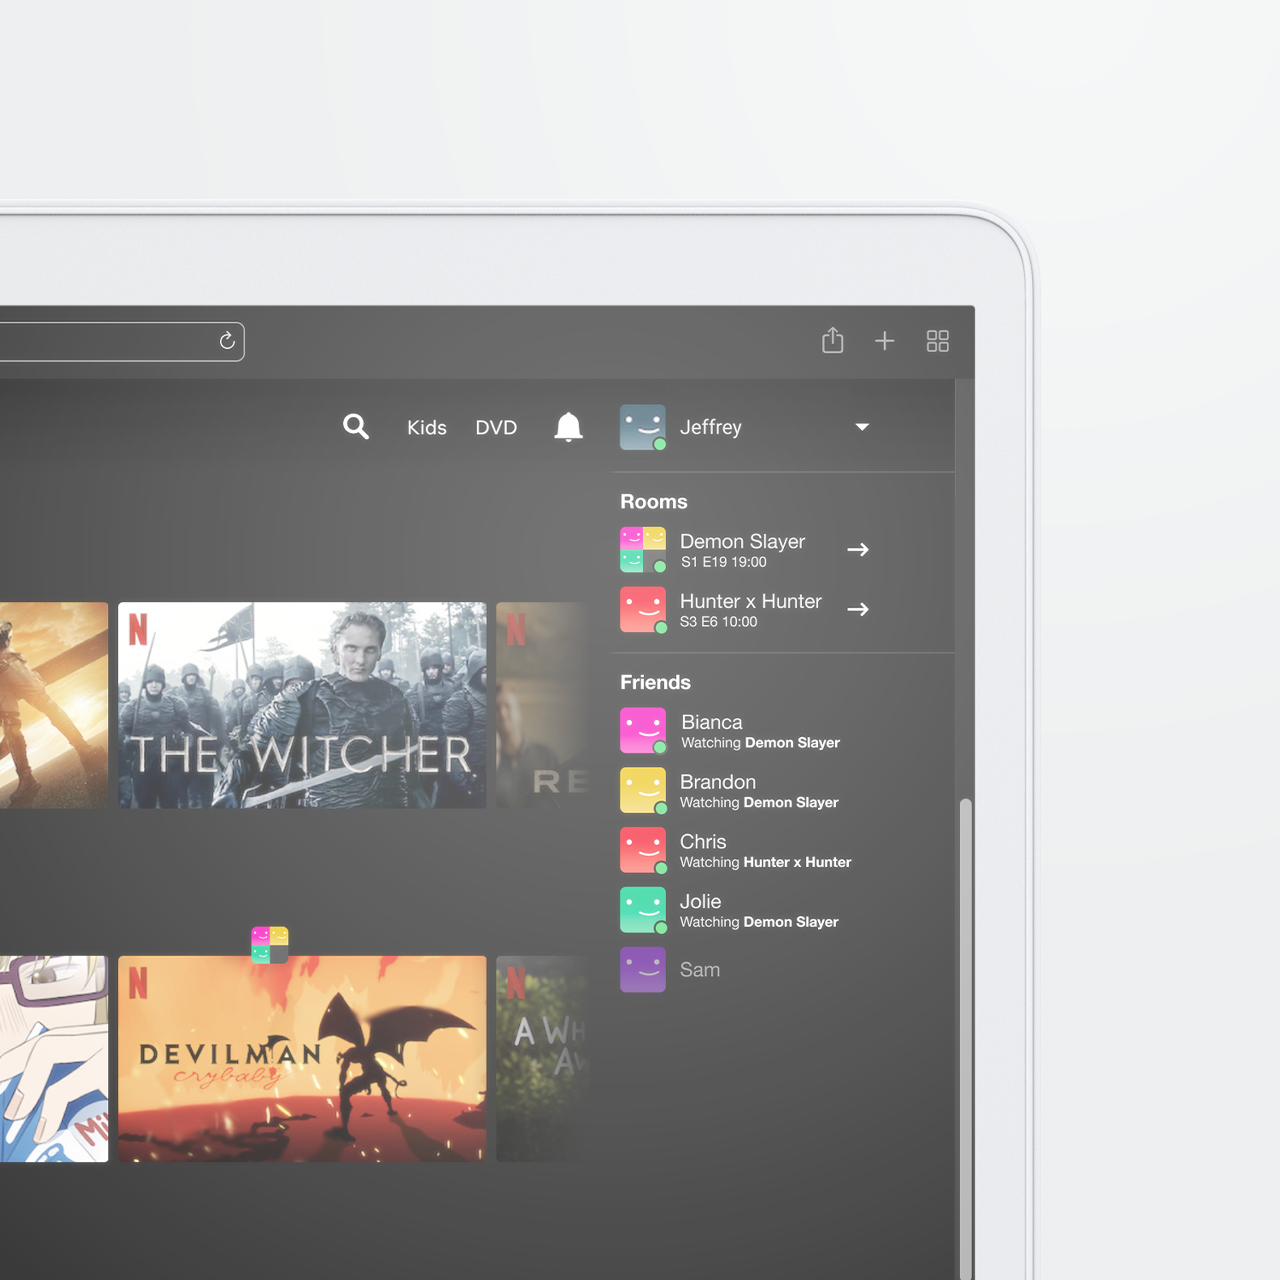 Kids DVD Jeffrey
Rooms
Demon Slayer
S1 E19 19:00
Hunter x Hunter
S3 E6 10:00
Friends
Bianca
Watching Demon Slayer
Brandon
Watching Demon Slayer
Chris
Watching Hunter x Hunter
Jolie
Watching Demon Slayer
Sam
N
THE WITCHER
N
RE
N
DEVILMAN
crybaby
N
A WH
AW
Mil